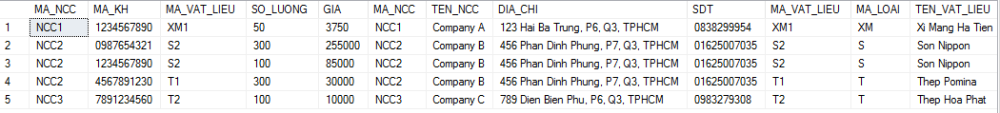 MA_NCC MA_KH MA_VAT_LIEU SO_LUONG GIA MA_NCC TEN_NCC DIA_CHI SDT MA_VAT_LIEU MA_LOAI TEN_VAT_LIEU
1 NCC1 1234567890 XM1 50 3750 NCC1 Company A 123 Hai Ba Trung, P6, Q3, TPHCM 0838299954 XM1 XM Xi Mang Ha Tien
2 NCC2 0987654321 S2 300 255000 NCC2 Company B 456 Phan Dinh Phung, P7, Q3, TPHCM 01625007035 S2 S Son Nippon
3 NCC2 1234567890 S2 100 85000 NCC2 Company B 456 Phan Dinh Phung, P7, Q3, TPHCM 01625007035 S2 S Son Nippon
4 NCC2 4567891230 T1 300 30000 NCC2 Company B 456 Phan Dinh Phung, P7, Q3, TPHCM 01625007035 T1 T Thep Pomina
5 NCC3 7891234560 T2 100 10000 NCC3 Company C 789 Dien Bien Phu, P6, Q3, TPHCM 0983279308 T2 T Thep Hoa Phat